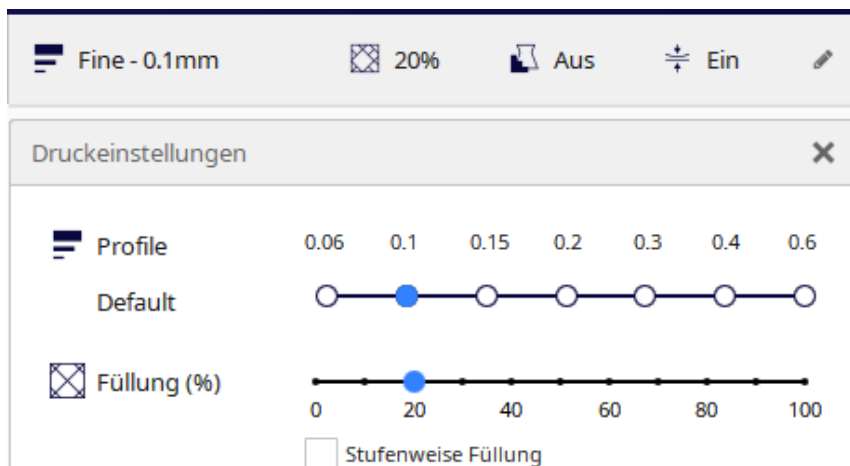 Fine - 0.1mm 20% Aus Ein
Druckeinstellungen
Profile 0.06 0.1 0.15 0.2 0.3 0.4 0.6
Default
Füllung (%)
0 20 40 60 80 100
Stufenweise Füllung